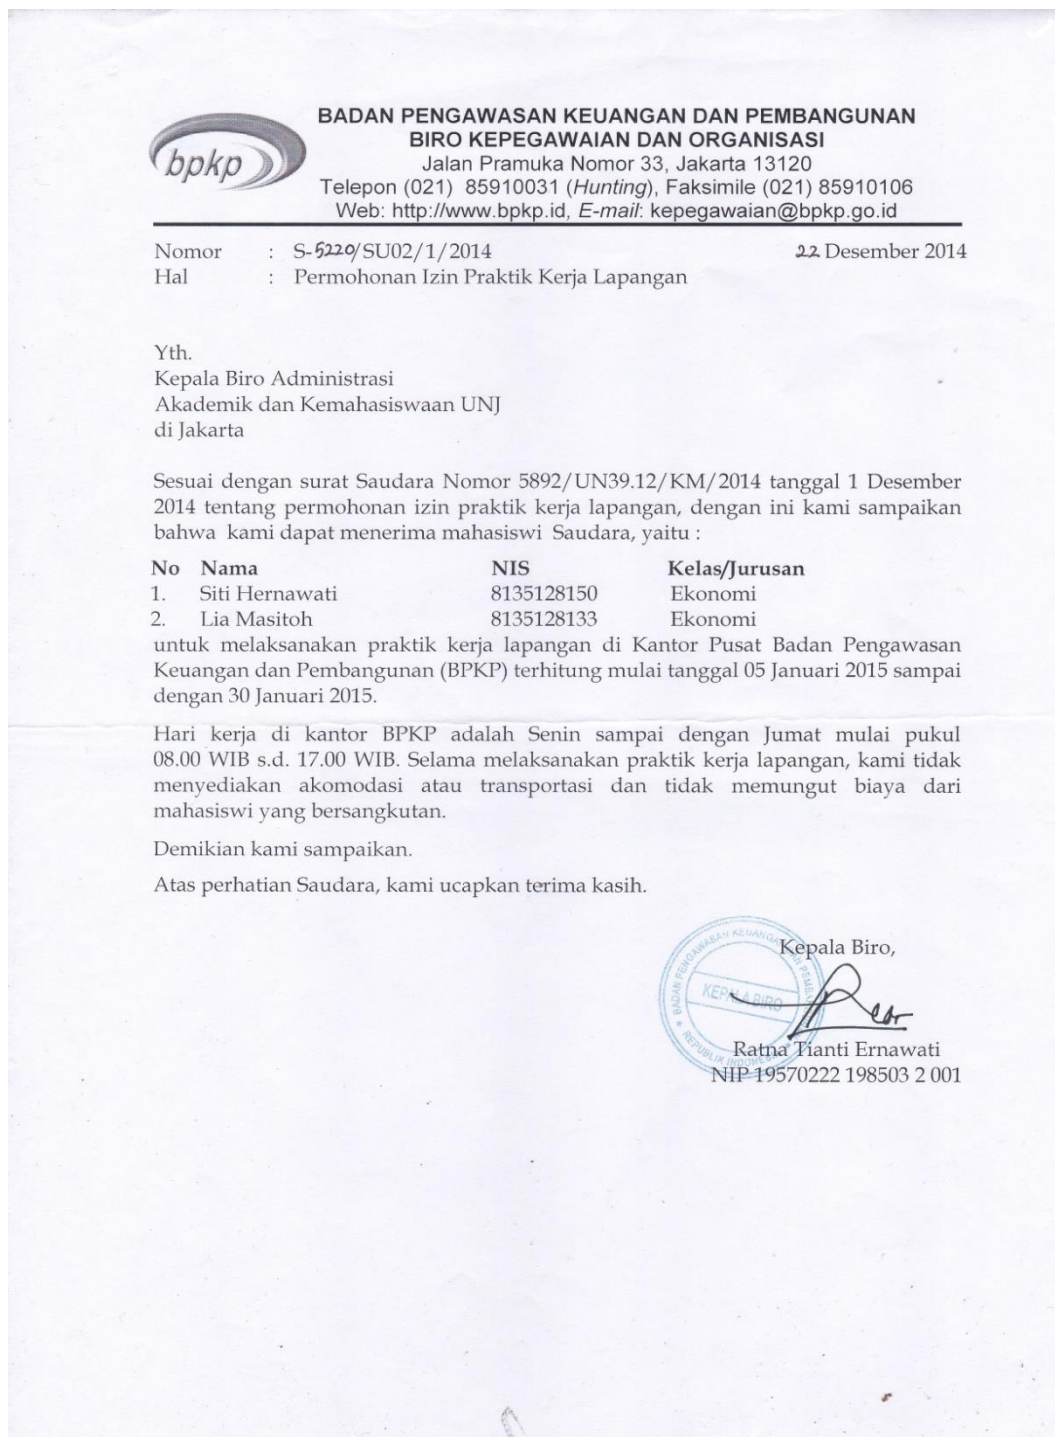 bpkp
BADAN PENGAWASAN KEUANGAN DAN PEMBANGUNAN
BIRO KEPEGAWAIAN DAN ORGANISASI
Jalan Pramuka Nomor 33, Jakarta 13120
Telepon (021) 85910031 (Hunting), Faksimile (021) 85910106
Web: http://www.bpkp.id, E-mail: kepegawaian@bpkp.go.id
Nomor : S-5220/SU02/1/2014 22 Desember 2014
Hal : Permohonan Izin Praktik Kerja Lapangan
Yth.
Kepala Biro Administrasi
Akademik dan Kemahasiswaan UNJ
di Jakarta
Sesuai dengan surat Saudara Nomor 5892/UN39.12/KM/2014 tanggal 1 Desember
2014 tentang permohonan izin praktik kerja lapangan, dengan ini kami sampaikan
bahwa kami dapat menerima mahasiswi Saudara, yaitu :
No Nama NIS Kelas/Jurusan
1. Siti Hernawati 8135128150 Ekonomi
2. Lia Masitoh 8135128133 Ekonomi
untuk melaksanakan praktik kerja lapangan di Kantor Pusat Badan Pengawasan
Keuangan dan Pembangunan (BPKP) terhitung mulai tanggal 05 Januari 2015 sampai
dengan 30 Januari 2015.
Hari kerja di kantor BPKP adalah Senin sampai dengan Jumat mulai pukul
08.00 WIB s.d. 17.00 WIB. Selama melaksanakan praktik kerja lapangan, kami tidak
menyediakan akomodasi atau transportasi dan tidak memungut biaya dari
mahasiswi yang bersangkutan.
Demikian kami sampaikan.
Atas perhatian Saudara, kami ucapkan terima kasih.
Kepala Biro,
BADAN PENGAWASAN KEUANGAN DAN
REPUBLIK INDONESIA
KEPALA BIRO
Ratna Tianti Ernawati
NIP 19570222 198503 2 001